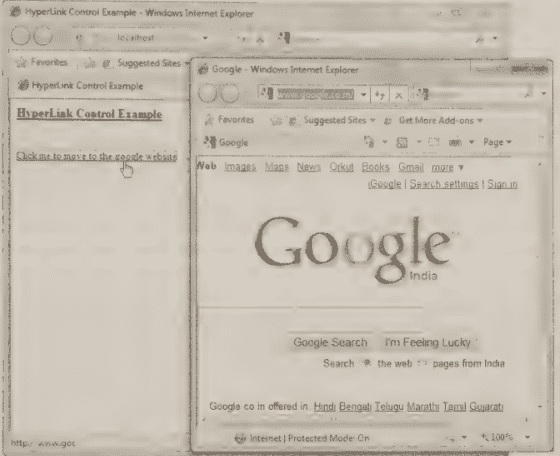 HyperLink Control Example - Windows Internet Explorer
localhost
Favorites Suggested Sites
HyperLink Control Example
HyperLink Control Example
Click me to move to the google website
Google - Windows Internet Explorer
Favorites Suggested Sites Get More Add-ons
Google Page
Web Images Maps News Orkut Books Gmail more
iGoogle | Search settings | Sign in
Google
India
Google Search I'm Feeling Lucky
Search the web pages from India
Google co in offered in Hindi Bengali Telugu Marathi Tamil Gujarati
Internet | Protected Mode: On
100%